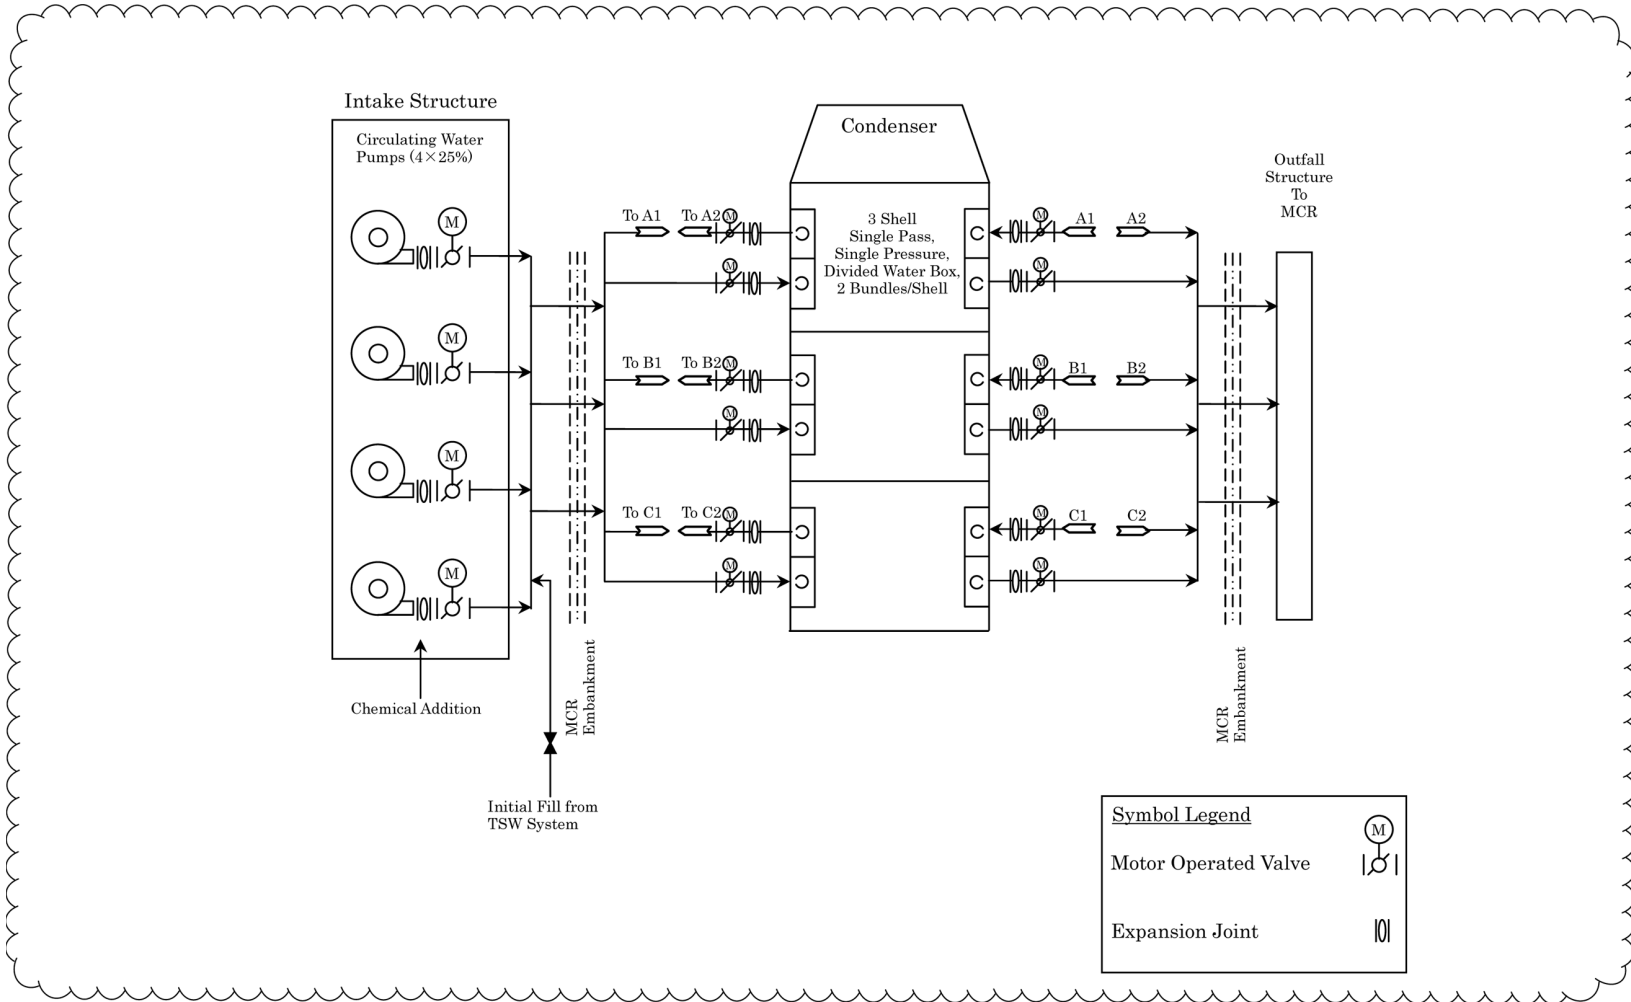 Intake Structure
Circulating Water
Pumps (4×25%)
M
M
M
M
Chemical Addition
Initial Fill from
TSW System
MCR
Embankment
To A1
To A2
M
M
To B1
To B2
M
M
To C1
To C2
M
M
Condenser
3 Shell
Single Pass,
Single Pressure,
Divided Water Box,
2 Bundles/Shell
M
A1
A2
M
M
B1
B2
M
M
C1
C2
M
MCR
Embankment
Outfall
Structure
To
MCR
Symbol Legend
M
Motor Operated Valve
Expansion Joint